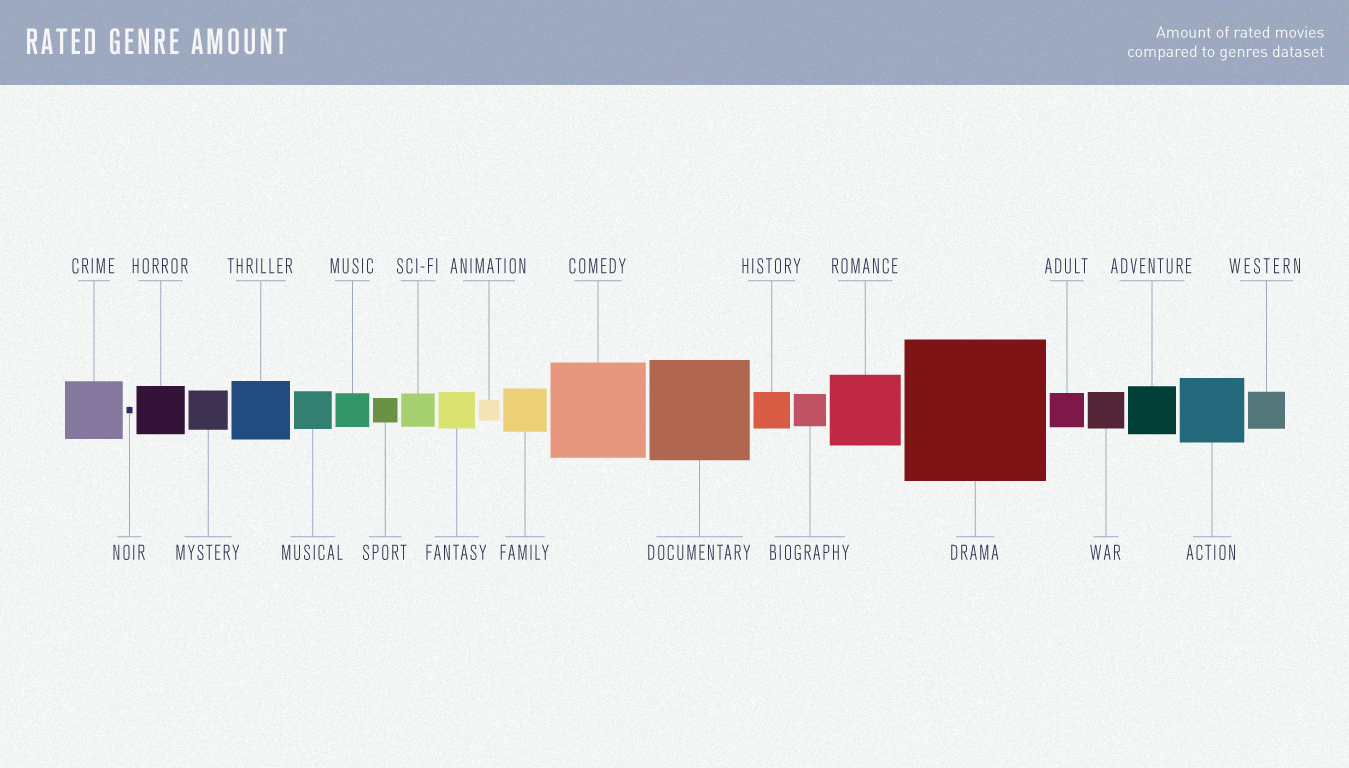 RATED GENRE AMOUNT
Amount of rated movies
compared to genres dataset
CRIME HORROR THRILLER MUSIC SCI-FI ANIMATION COMEDY HISTORY ROMANCE ADULT ADVENTURE WESTERN
NOIR MYSTERY MUSICAL SPORT FANTASY FAMILY DOCUMENTARY BIOGRAPHY DRAMA WAR ACTION